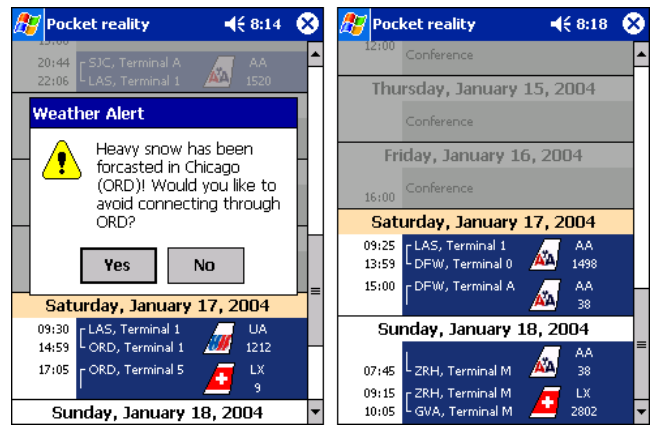 Pocket reality 8:14
20:44 SJC, Terminal A AA
22:06 LAS, Terminal 1 1520
Weather Alert
Heavy snow has been
forcasted in Chicago
(ORD)! Would you like to
avoid connecting through
ORD?
Yes No
Saturday, January 17, 2004
09:30 LAS, Terminal 1 UA
14:59 ORD, Terminal 1 1212
17:05 ORD, Terminal 5 LX
9
Sunday, January 18, 2004
Pocket reality 8:18
12:00
Conference
Thursday, January 15, 2004
Conference
Friday, January 16, 2004
Conference
16:00
Saturday, January 17, 2004
09:25 LAS, Terminal 1 AA
13:59 DFW, Terminal 0 1498
15:00 DFW, Terminal A AA
38
Sunday, January 18, 2004
AA
07:45 ZRH, Terminal M 38
09:15 ZRH, Terminal M LX
10:05 GVA, Terminal M 2802